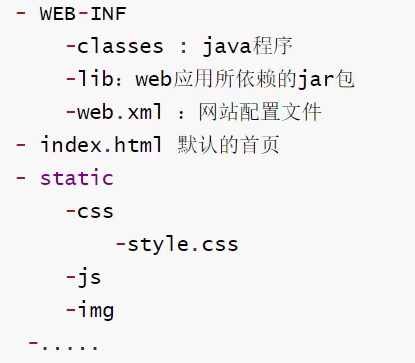 - WEB-INF
-classes : java程序
-lib：web应用所依赖的jar包
-web.xml ：网站配置文件
- index.html 默认的首页
- static
-css
-style.css
-js
-img
-.....